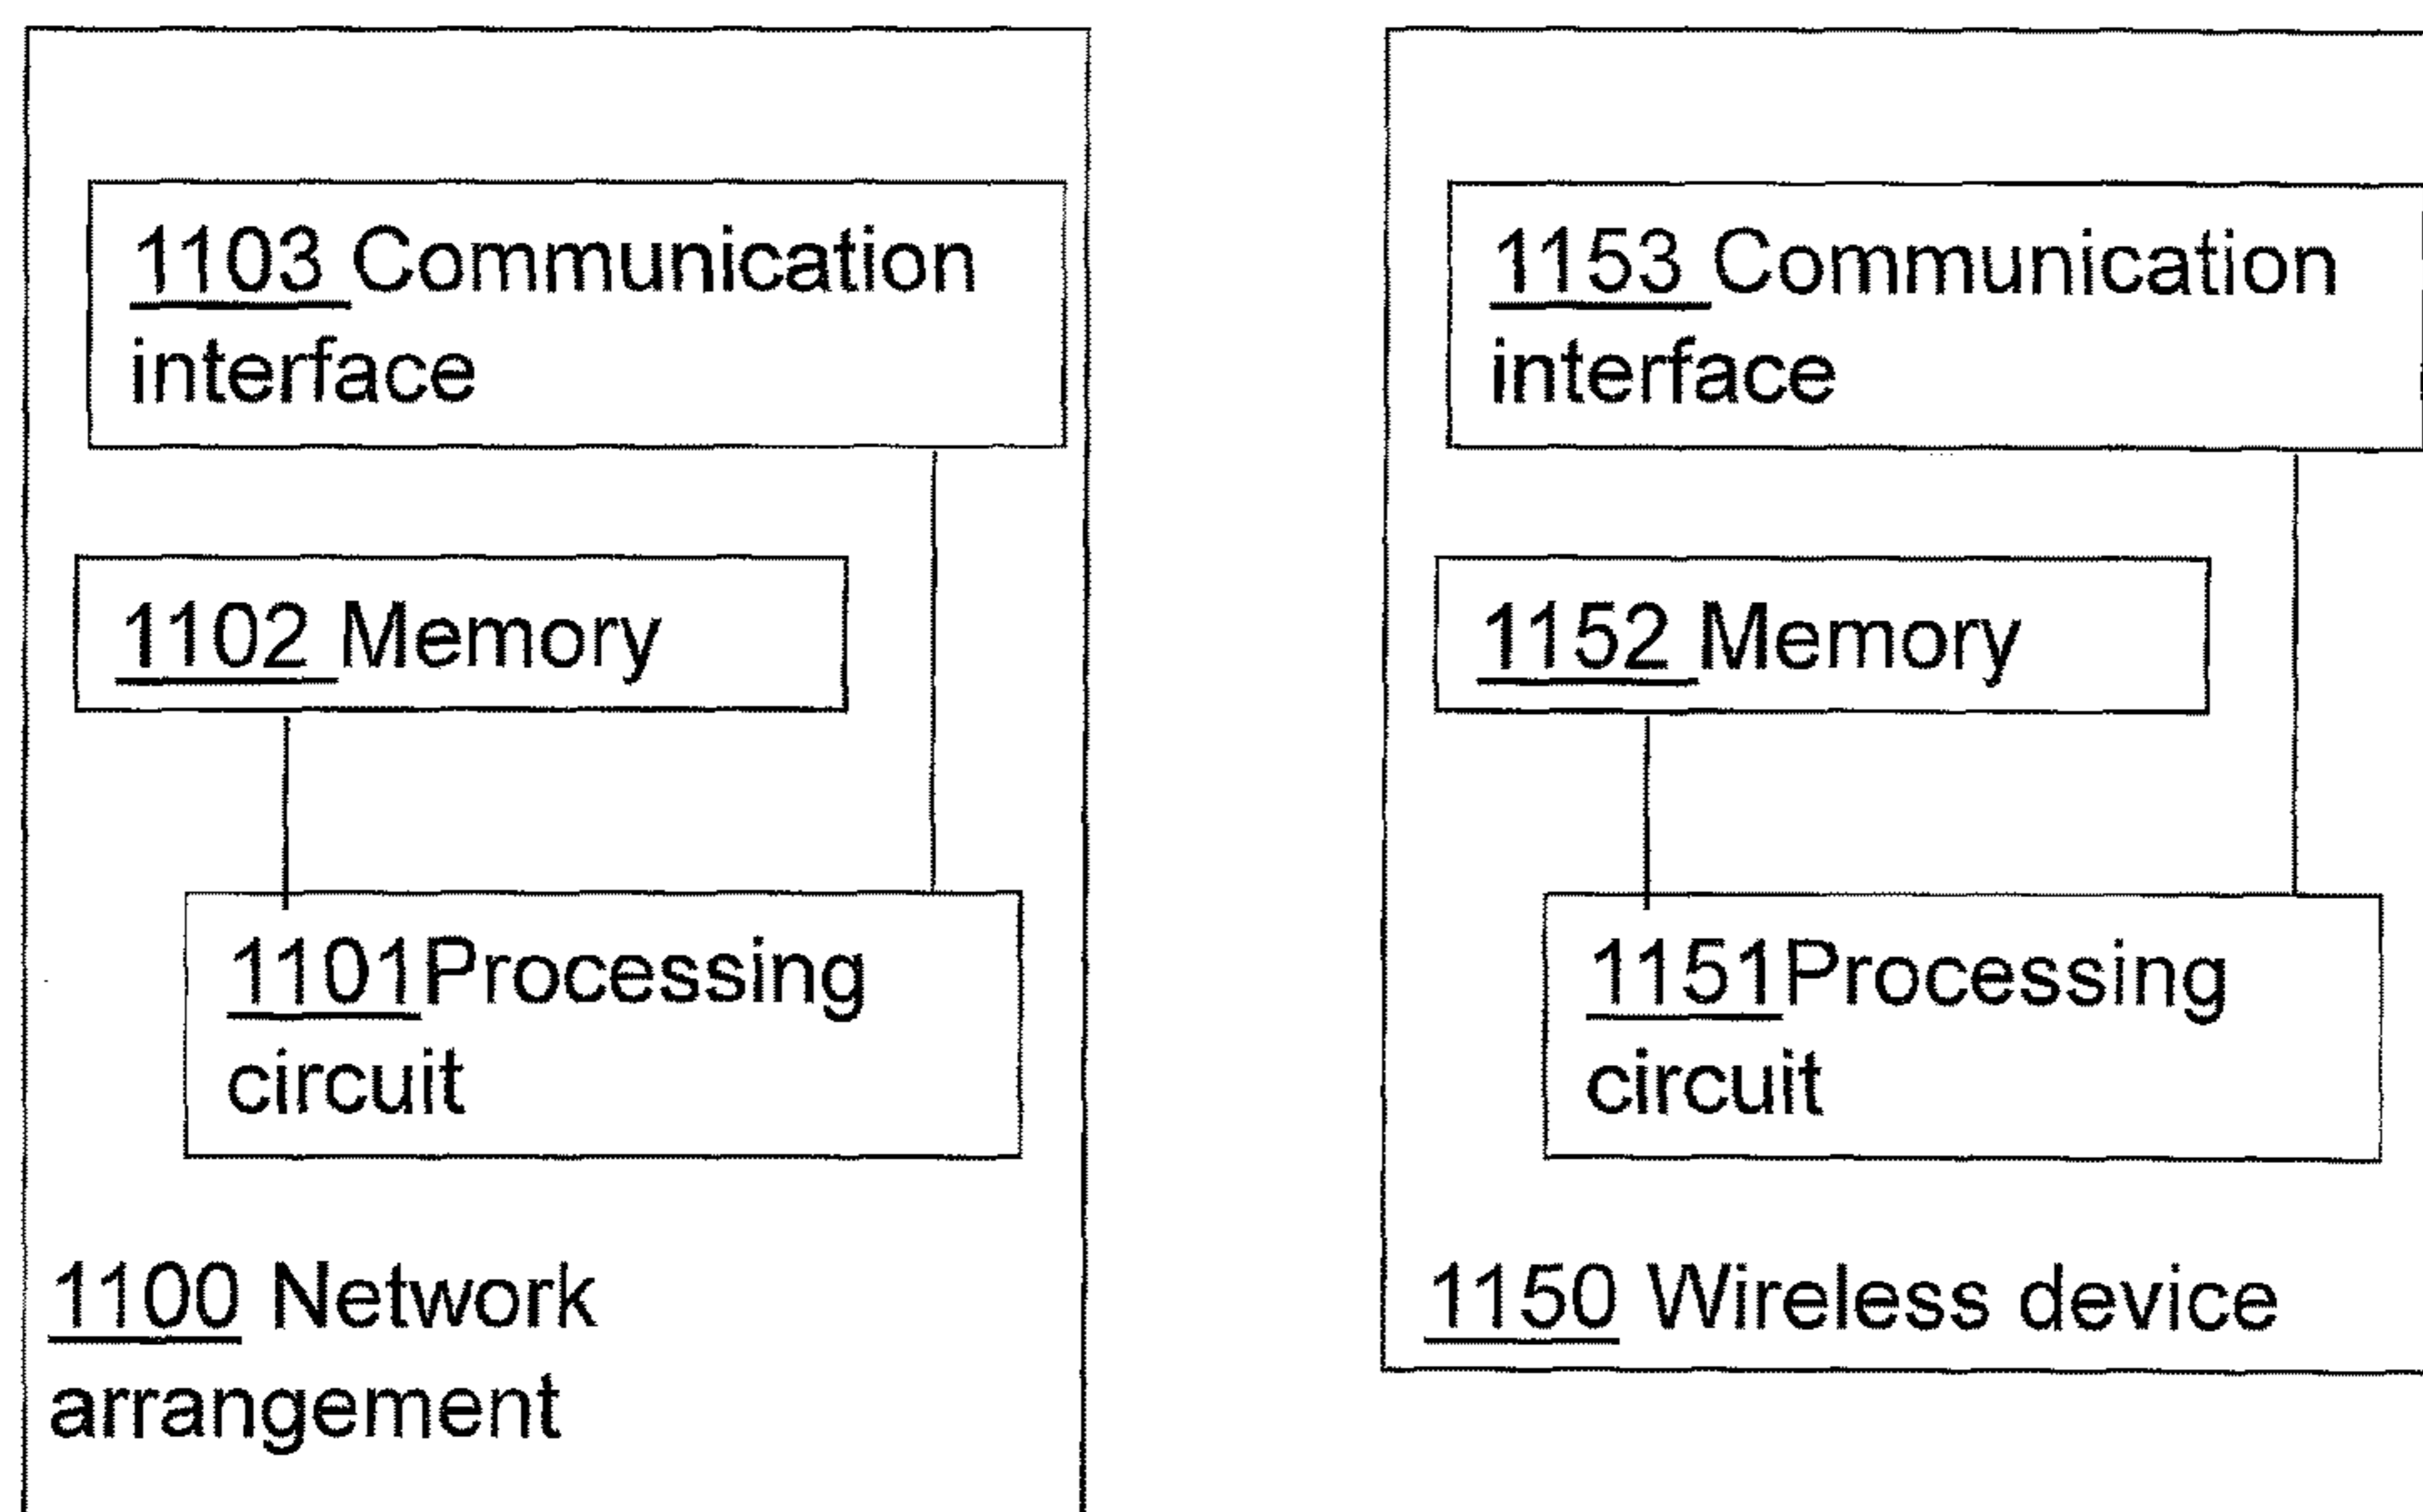 1103 Communication
interface
1102 Memory
1101Processing
circuit
1100 Network
arrangement
1153 Communication
interface
1152 Memory
1151Processing
circuit
1150 Wireless device